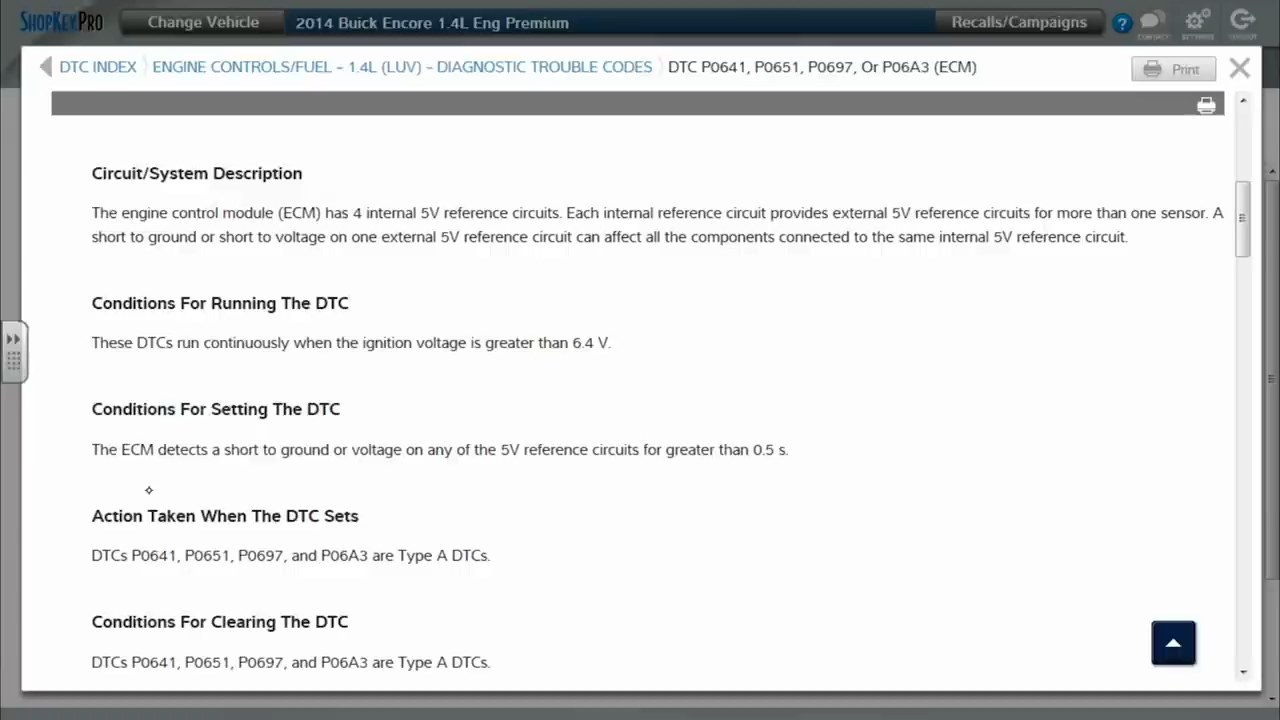 SHOPKEYPRO Change Vehicle 2014 Buick Encore 1.4L Eng Premium Recalls/Campaigns ?
DTC INDEX ENGINE CONTROLS/FUEL - 1.4L (LUV) - DIAGNOSTIC TROUBLE CODES DTC P0641, P0651, P0697, Or P06A3 (ECM) Print
Circuit/System Description
The engine control module (ECM) has 4 internal 5V reference circuits. Each internal reference circuit provides external 5V reference circuits for more than one sensor. A
short to ground or short to voltage on one external 5V reference circuit can affect all the components connected to the same internal 5V reference circuit.
Conditions For Running The DTC
These DTCs run continuously when the ignition voltage is greater than 6.4 V.
Conditions For Setting The DTC
The ECM detects a short to ground or voltage on any of the 5V reference circuits for greater than 0.5 s.
Action Taken When The DTC Sets
DTCs P0641, P0651, P0697, and P06A3 are Type A DTCs.
Conditions For Clearing The DTC
DTCs P0641, P0651, P0697, and P06A3 are Type A DTCs.